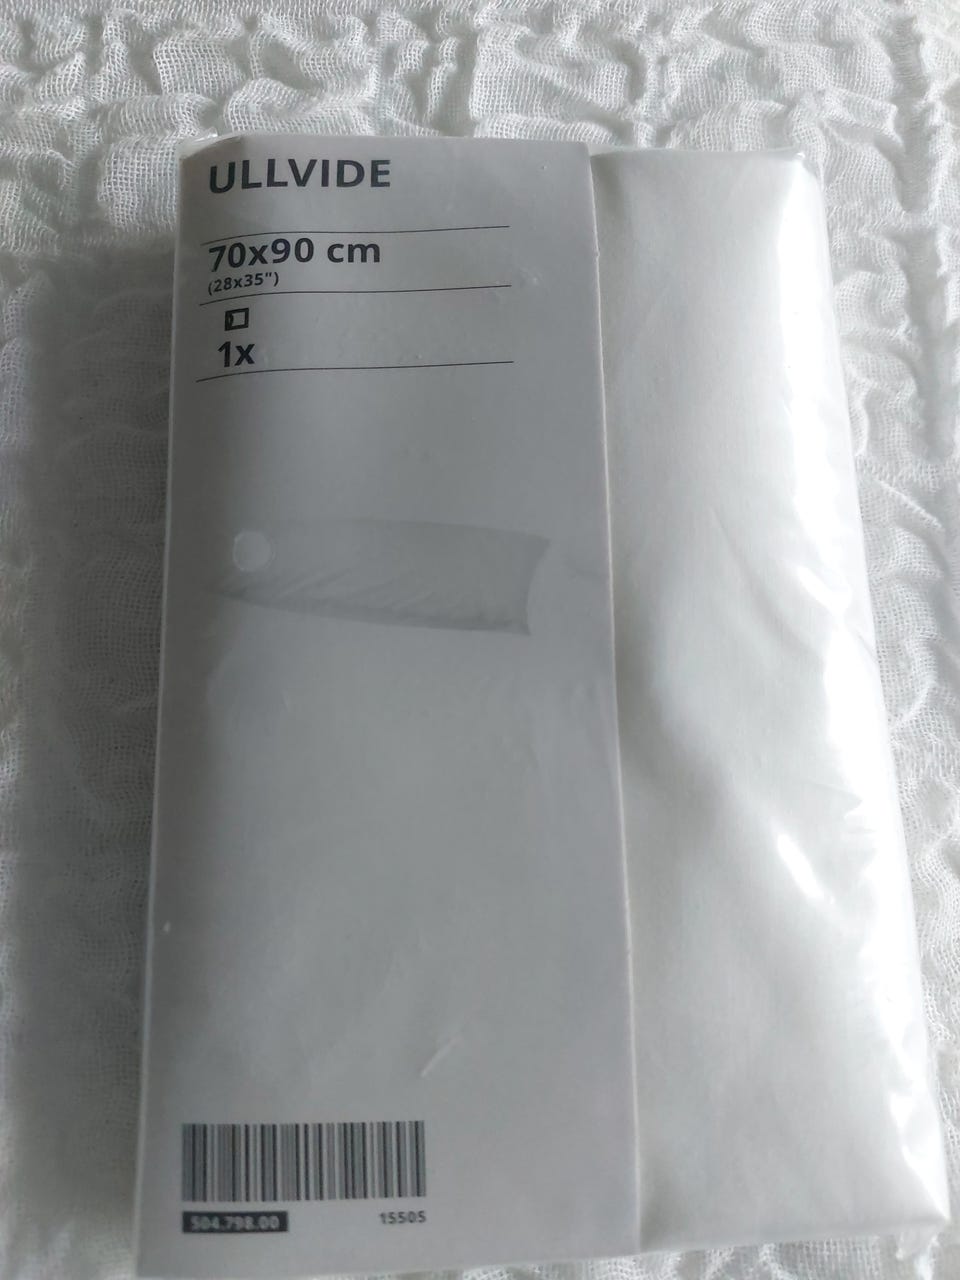 ULLVIDE
70x90 cm
(28x35")
1x
504.798.00 15505